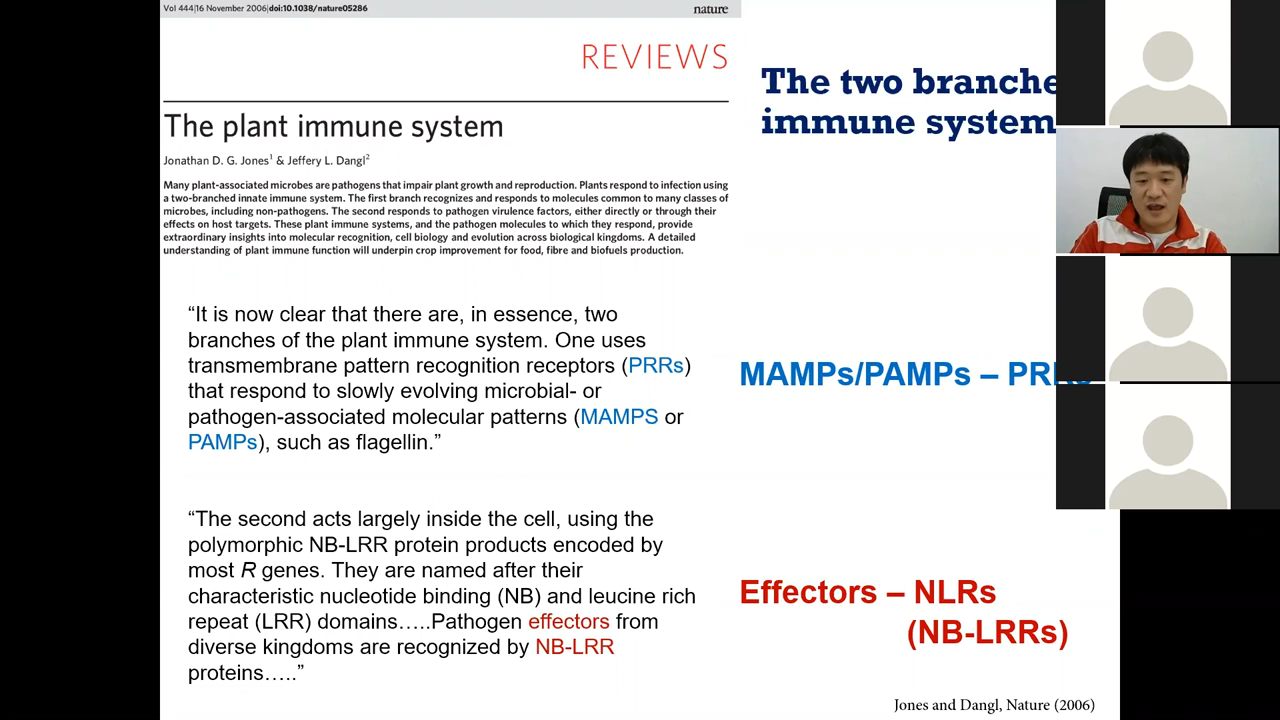 Vol 444|16 November 2006|doi:10.1038/nature05286
nature
REVIEWS
The plant immune system
Jonathan D. G. Jones1 & Jeffery L. Dangl2
Many plant-associated microbes are pathogens that impair plant growth and reproduction. Plants respond to infection using
a two-branched innate immune system. The first branch recognizes and responds to molecules common to many classes of
microbes, including non-pathogens. The second responds to pathogen virulence factors, either directly or through their
effects on host targets. These plant immune systems, and the pathogen molecules to which they respond, provide
extraordinary insights into molecular recognition, cell biology and evolution across biological kingdoms. A detailed
understanding of plant immune function will underpin crop improvement for food, fibre and biofuels production.
The two branche
immune system
“It is now clear that there are, in essence, two
branches of the plant immune system. One uses
transmembrane pattern recognition receptors (PRRs)
that respond to slowly evolving microbial- or
pathogen-associated molecular patterns (MAMPS or
PAMPs), such as flagellin.”
MAMPs/PAMPs – PRRs
“The second acts largely inside the cell, using the
polymorphic NB-LRR protein products encoded by
most R genes. They are named after their
characteristic nucleotide binding (NB) and leucine rich
repeat (LRR) domains…..Pathogen effectors from
diverse kingdoms are recognized by NB-LRR
proteins…..”
Effectors – NLRs
(NB-LRRs)
Jones and Dangl, Nature (2006)